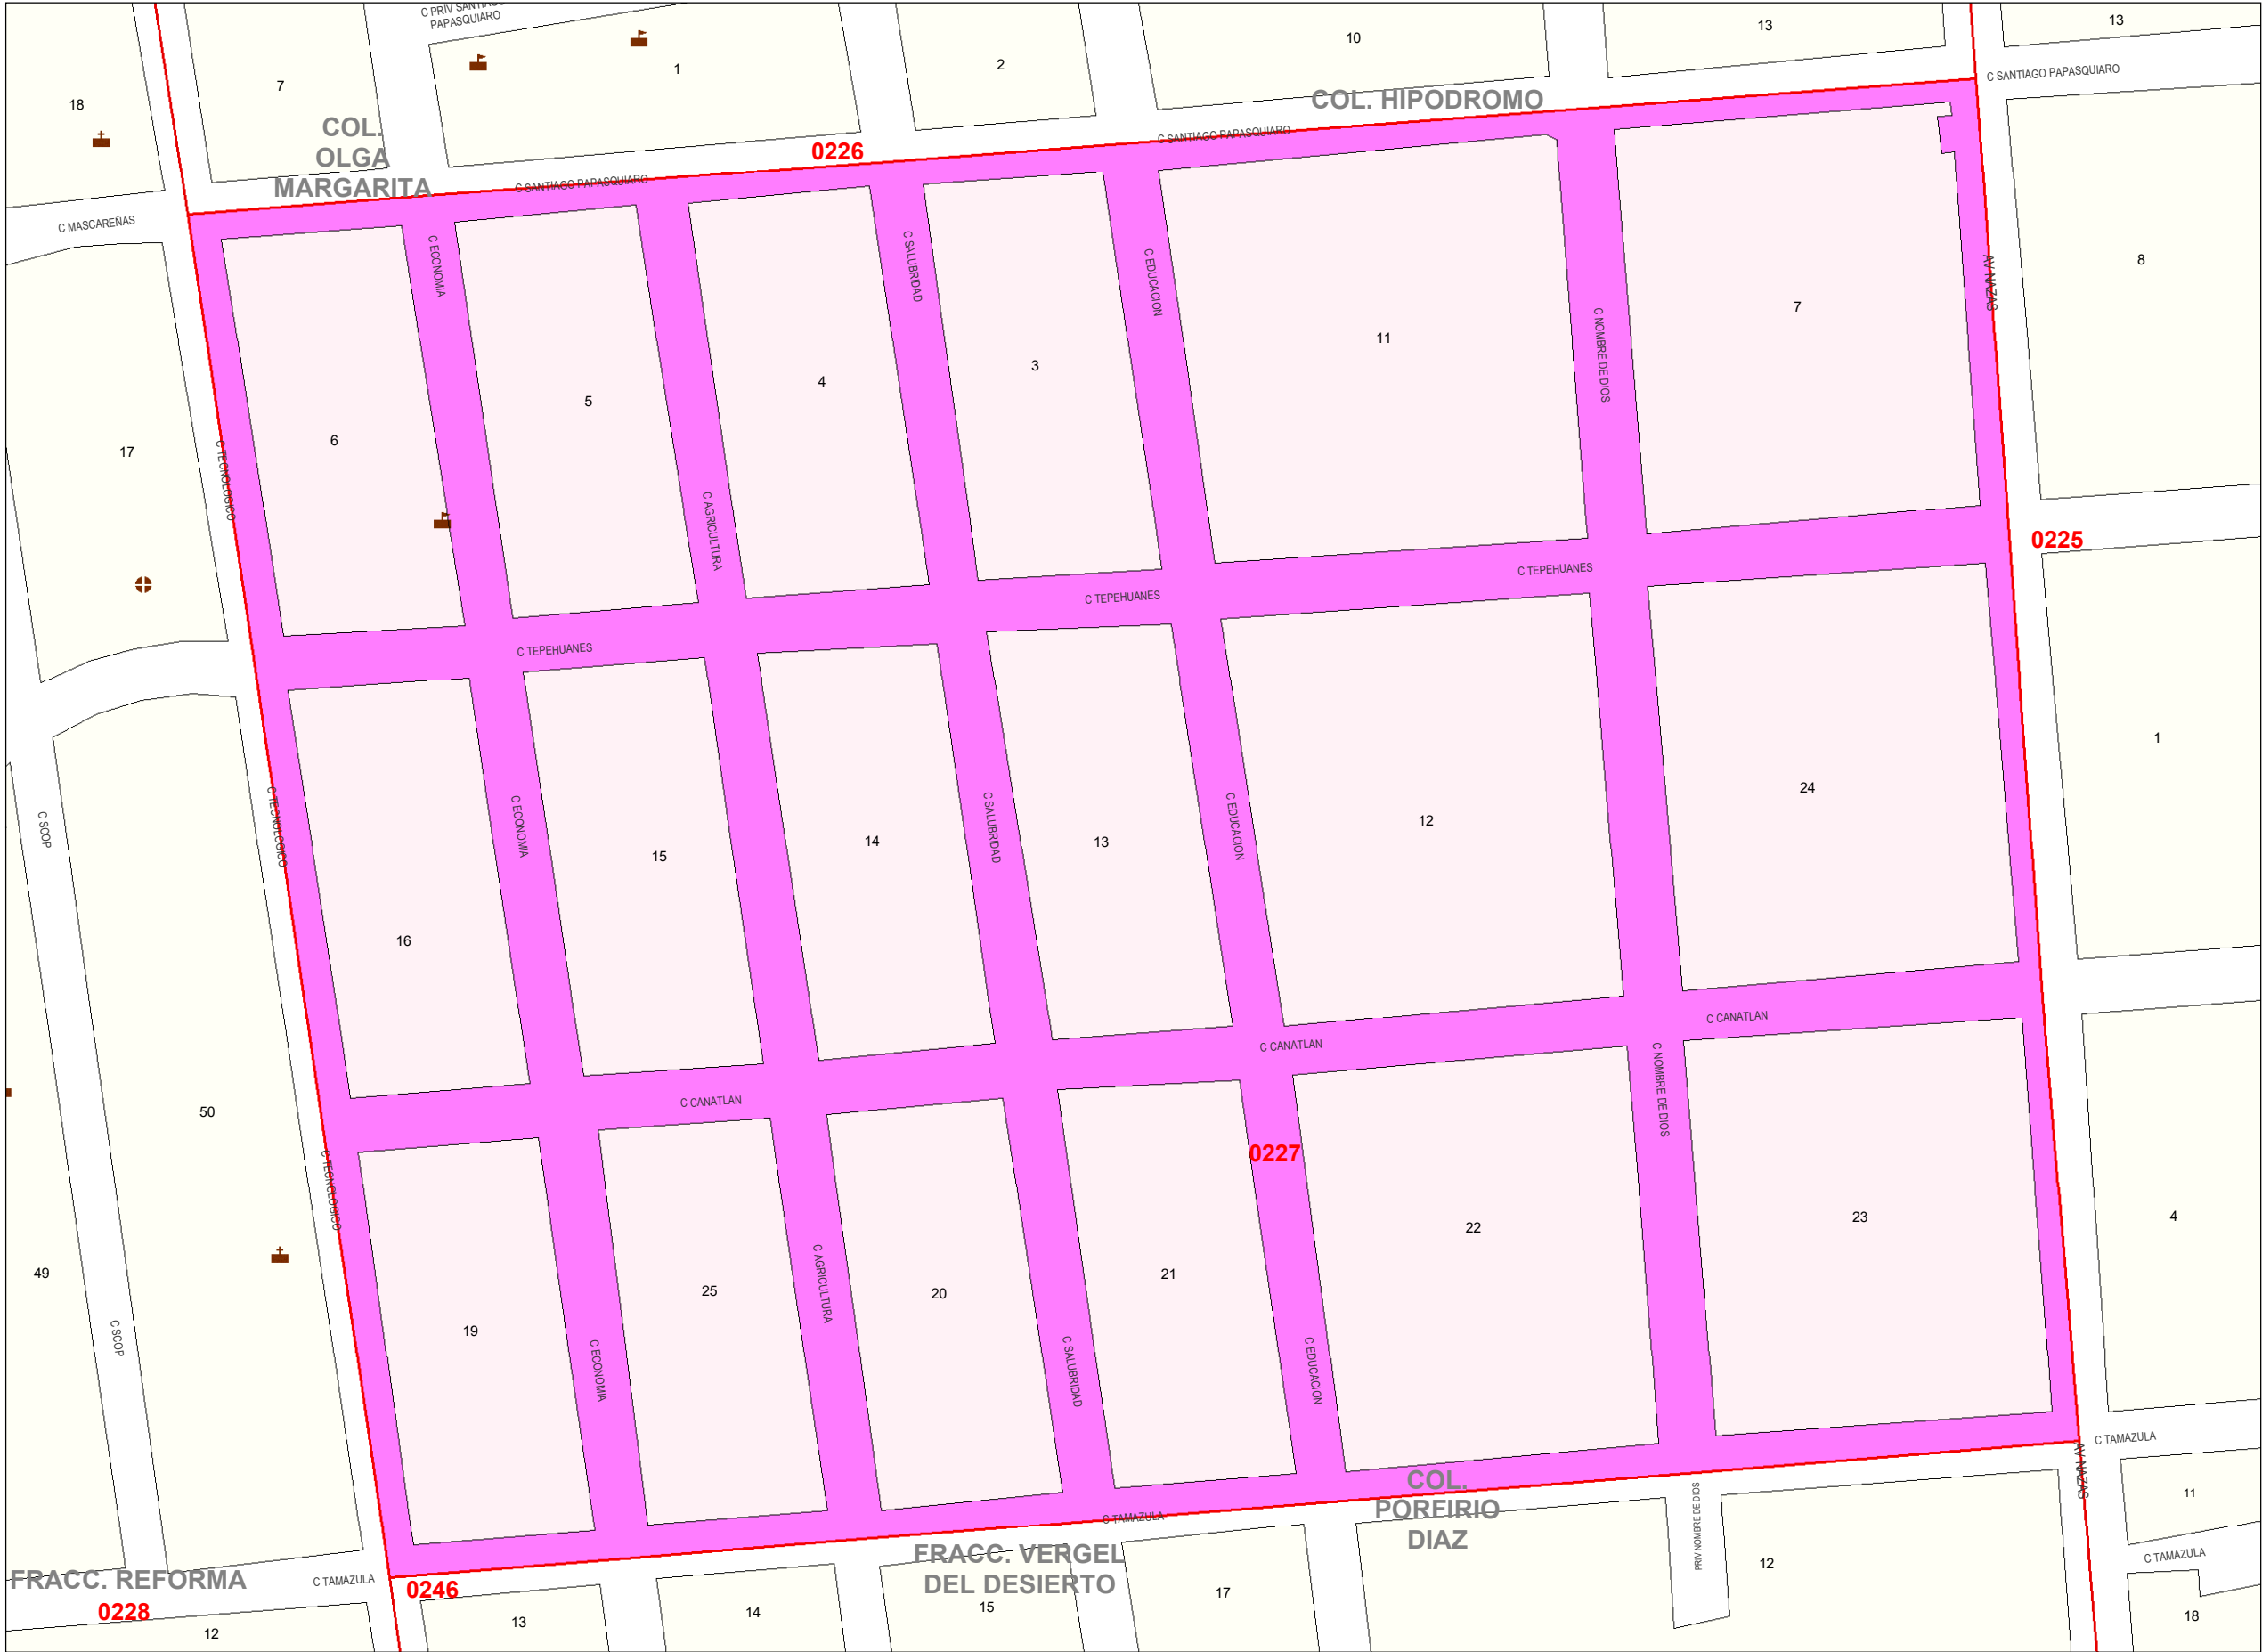 C PRIV SANTIAGO
PAPASQUIARO
13
13
10
1
2
7
18
C SANTIAGO PAPASQUIARO
COL. HIPODROMO
COL.
OLGA
MARGARITA
C SANTIAGO PAPASQUIARO
0226
C SANTIAGO PAPASQUIARO
C MASCAREÑAS
C ECONOMIA
C SALUBRIDAD
C EDUCACION
AV NAZAS
8
7
C NOMBRE DE DIOS
11
3
4
5
6
17
C TECNOLOGICO
C AGRICULTURA
0225
C TEPEHUANES
C TEPEHUANES
C TEPEHUANES
1
24
12
13
14
15
16
C SCOP
C TECNOLOGICO
C ECONOMIA
C SALUBRIDAD
C EDUCACION
C CANATLAN
C CANATLAN
C CANATLAN
C NOMBRE DE DIOS
50
0227
C TECNOLOGICO
4
23
22
21
20
25
19
49
C SCOP
C AGRICULTURA
C ECONOMIA
C SALUBRIDAD
C EDUCACION
C TAMAZULA
AV NAZAS
COL.
PORFIRIO
DIAZ
11
PRIV NOMBRE DE DIOS
C TAMAZULA
FRACC. VERGEL
DEL DESIERTO
C TAMAZULA
12
FRACC. REFORMA
C TAMAZULA
0246
0228
12
13
14
15
17
18